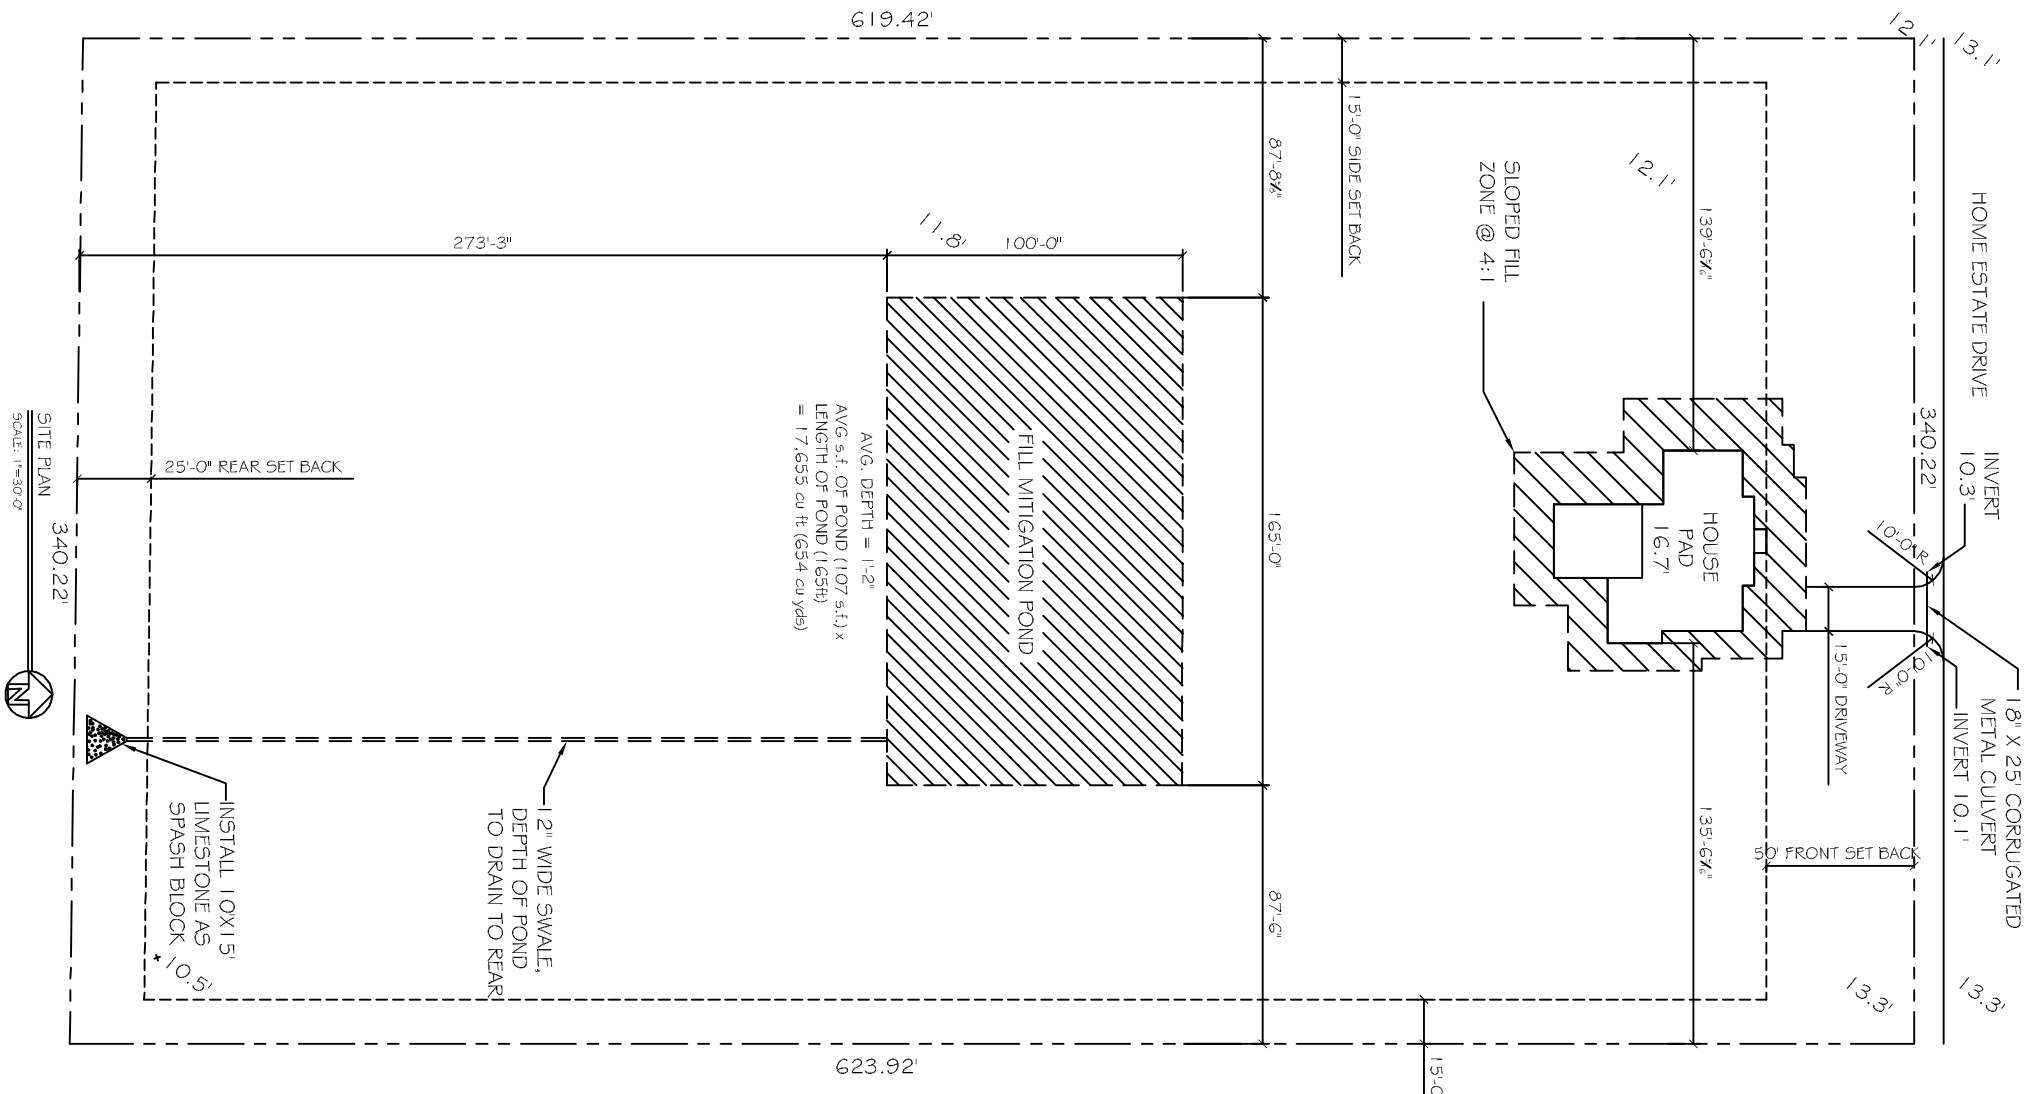 619.42'
12.1'
13.1'
HOME ESTATE DRIVE
340.22'
INVERT
10.3'
10'-0" R
10'-0" R
18" X 25' CORRUGATED
METAL CULVERT
INVERT 10.1'
15'-0" DRIVEWAY
50' FRONT SET BACK
13.3'
13.3'
15'-0" SIDE SET BACK
12.1'
139'-6
SLOPED FILL
ZONE @ 4:1
HOUSE
PAD
16.7'
135'-6
87'-8
165'-0"
87'-6"
273'-3"
11.8'
100'-0"
FILL MITIGATION POND
AVG. DEPTH = 1'-2"
AVG s.f. OF POND (107 s.f.) x
LENGTH OF POND (165ft)
= 17,655 cu ft (654 cu yds)
25'-0" REAR SET BACK
12" WIDE SWALE,
DEPTH OF POND
TO DRAIN TO REAR
INSTALL 10'X15'
LIMESTONE AS
SPASH BLOCK
10.5'
340.22'
SITE PLAN
SCALE: 1"=30'-0"
N
623.92'
15'-0